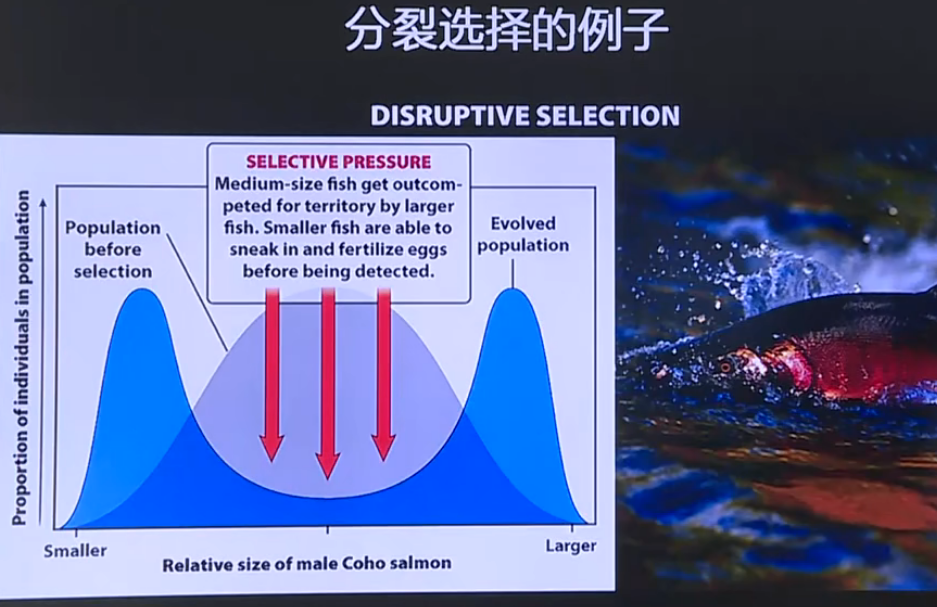 分裂选择的例子
DISRUPTIVE SELECTION
SELECTIVE PRESSURE
Medium-size fish get outcom-
peted for territory by larger
fish. Smaller fish are able to
sneak in and fertilize eggs
before being detected.
Population
before
selection
Evolved
population
Proportion of individuals in population
Smaller
Larger
Relative size of male Coho salmon